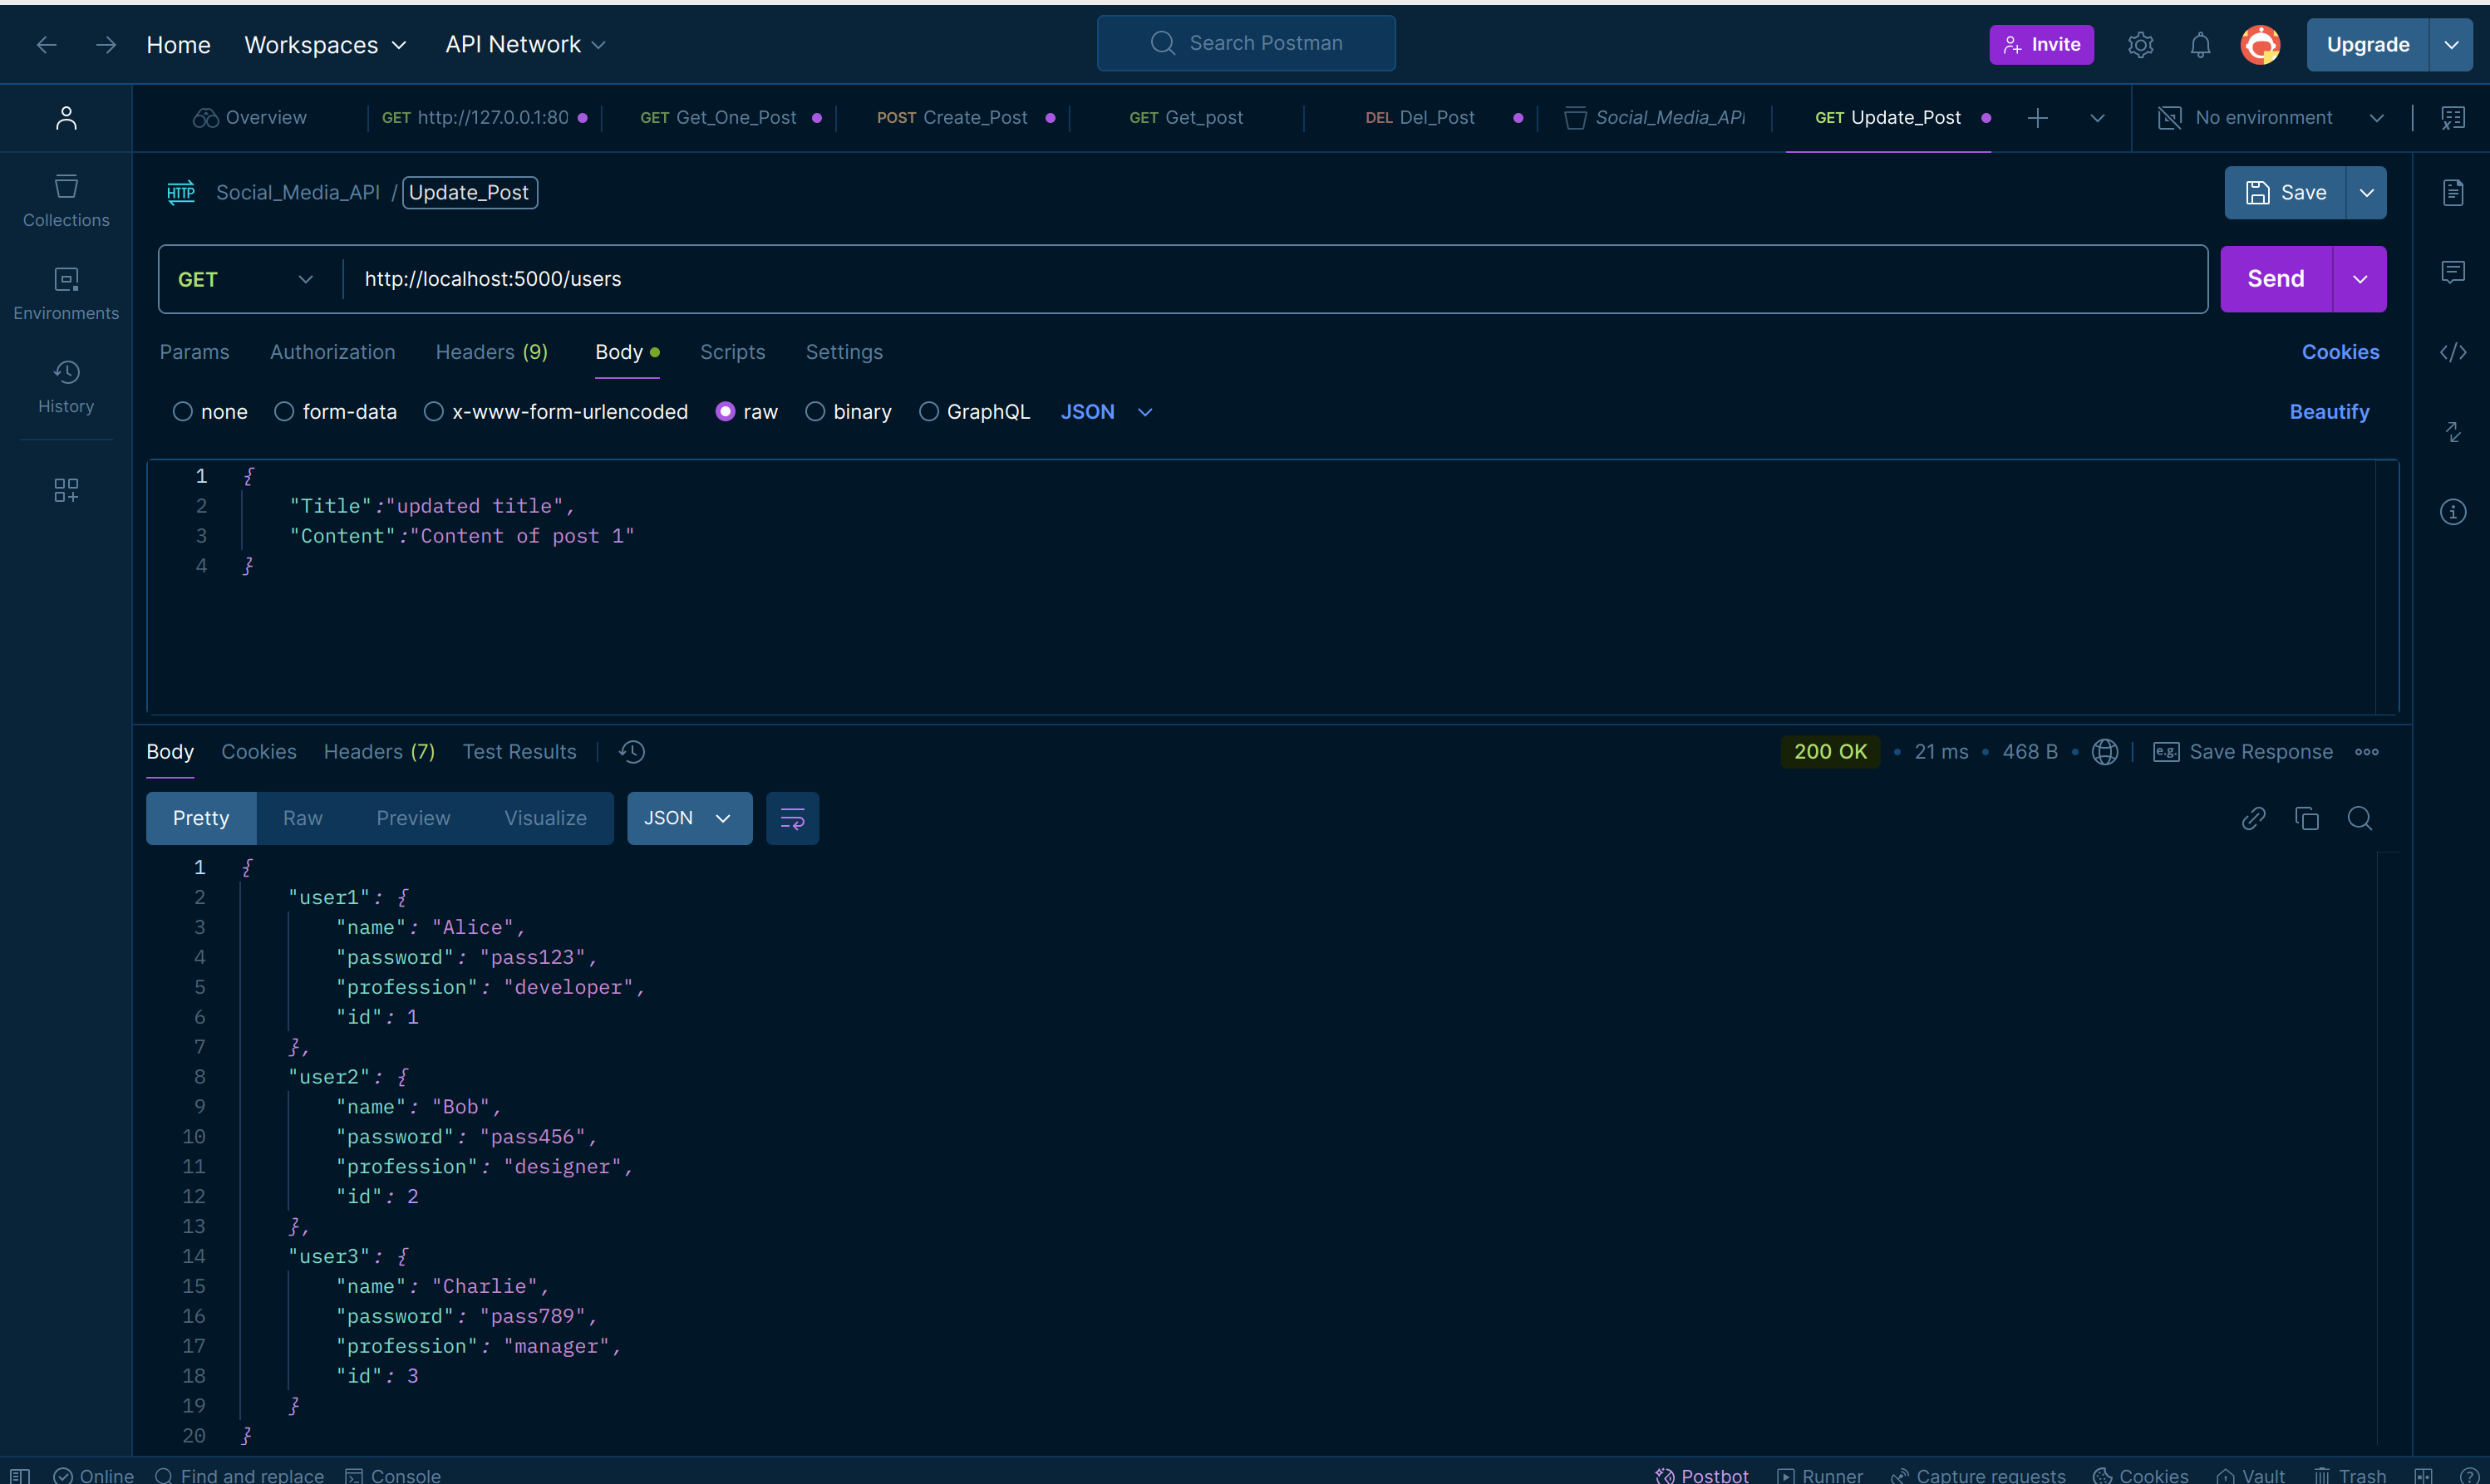 Home Workspaces API Network Search Postman Invite Upgrade
Overview GET http://127.0.0.1:80 GET Get_One_Post POST Create_Post GET Get_post DEL Del_Post Social_Media_API GET Update_Post No environment
HTTP Social_Media_API / Update_Post Save
Collections
Environments
History
GET http://localhost:5000/users Send
Params Authorization Headers (9) Body Scripts Settings Cookies
none form-data x-www-form-urlencoded raw binary GraphQL JSON Beautify
1 {
2 "Title":"updated title",
3 "Content":"Content of post 1"
4 }
Body Cookies Headers (7) Test Results 200 OK • 21 ms • 468 B • e.g. Save Response
Pretty Raw Preview Visualize JSON
1 {
2 "user1": {
3 "name": "Alice",
4 "password": "pass123",
5 "profession": "developer",
6 "id": 1
7 },
8 "user2": {
9 "name": "Bob",
10 "password": "pass456",
11 "profession": "designer",
12 "id": 2
13 },
14 "user3": {
15 "name": "Charlie",
16 "password": "pass789",
17 "profession": "manager",
18 "id": 3
19 }
20 }
Online Find and replace Console Postbot Runner Capture requests Cookies Vault Trash